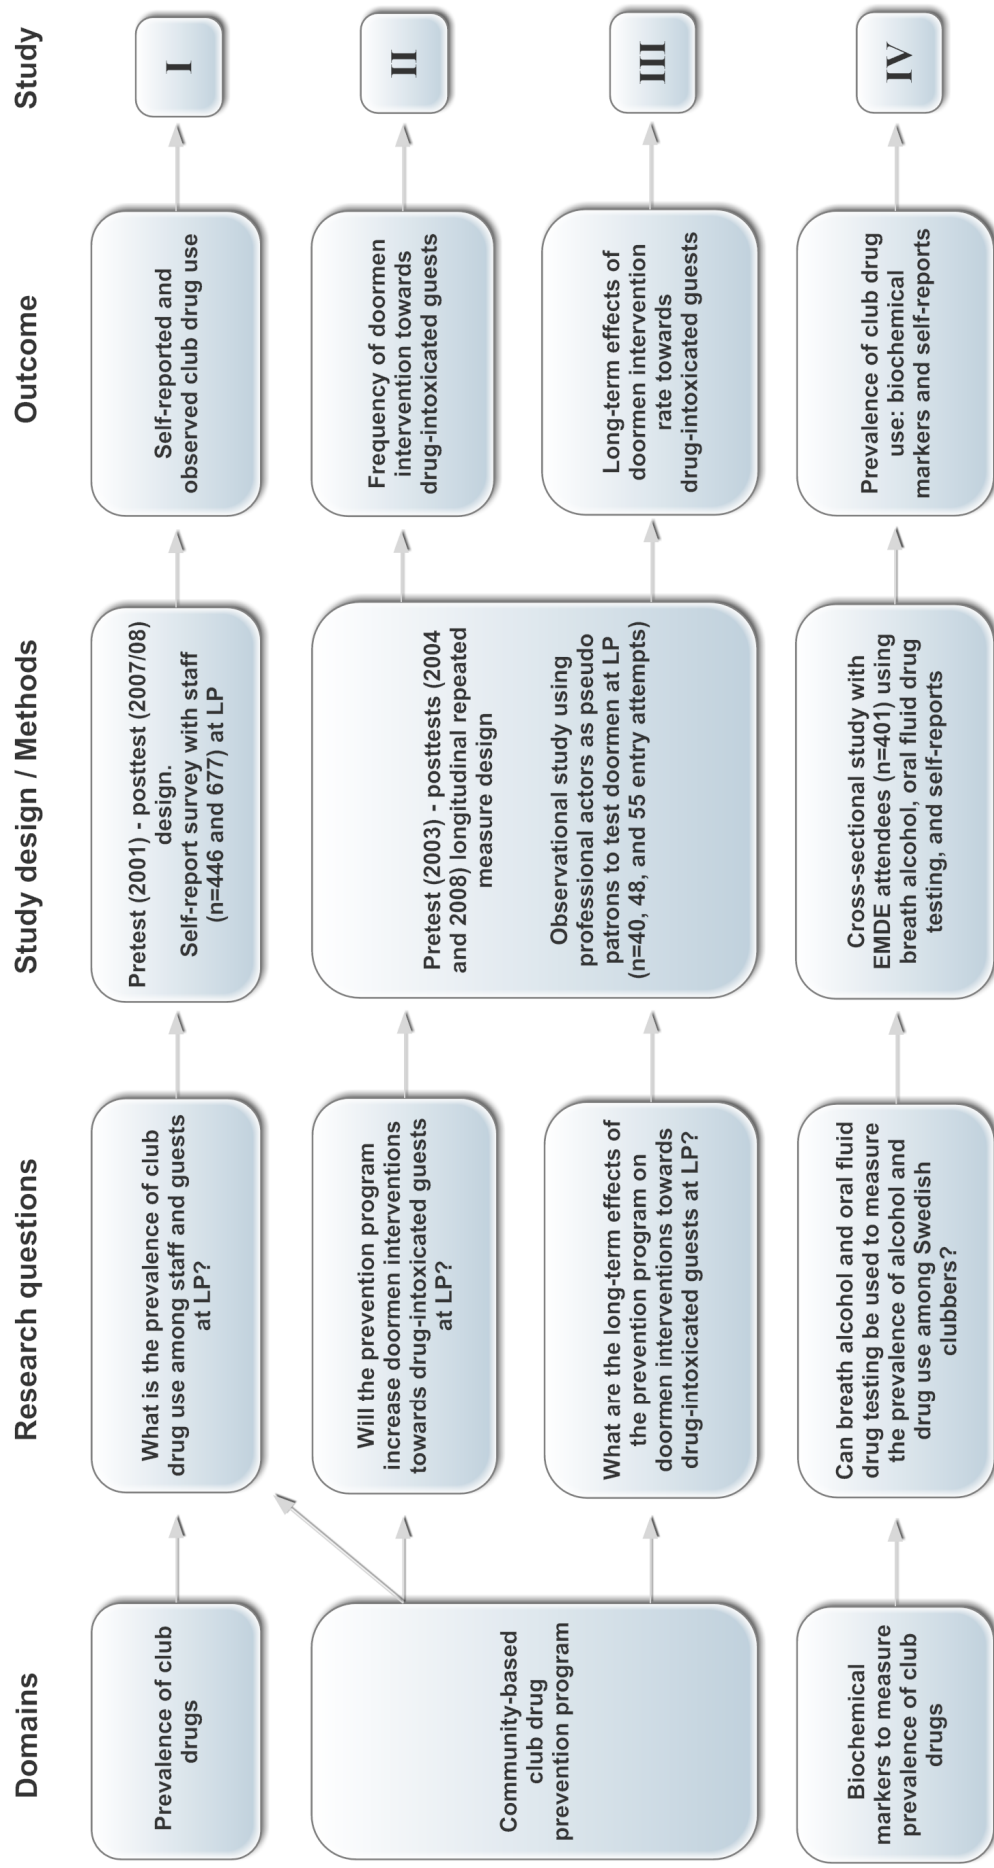 Domains
Research questions
Study design / Methods
Outcome
Study
Prevalence of club
drugs
What is the prevalence of club
drug use among staff and guests
at LP?
Pretest (2001) - posttest (2007/08)
design.
Self-report survey with staff
(n=446 and 677) at LP
Self-reported and
observed club drug use
I
Community-based
club drug
prevention program
Will the prevention program
increase doormen interventions
towards drug-intoxicated guests
at LP?
Pretest (2003) - posttests (2004
and 2008) longitudinal repeated
measure design
Frequency of doormen
intervention towards
drug-intoxicated guests
II
What are the long-term effects of
the prevention program on
doormen interventions towards
drug-intoxicated guests at LP?
Observational study using
professional actors as pseudo
patrons to test doormen at LP
(n=40, 48, and 55 entry attempts)
Long-term effects of
doormen intervention
rate towards
drug-intoxicated guests
III
Biochemical
markers to measure
prevalence of club
drugs
Can breath alcohol and oral fluid
drug testing be used to measure
the prevalence of alcohol and
drug use among Swedish
clubbers?
Cross-sectional study with
EMDE attendees (n=401) using
breath alcohol, oral fluid drug
testing, and self-reports
Prevalence of club drug
use: biochemical
markers and self-reports
IV